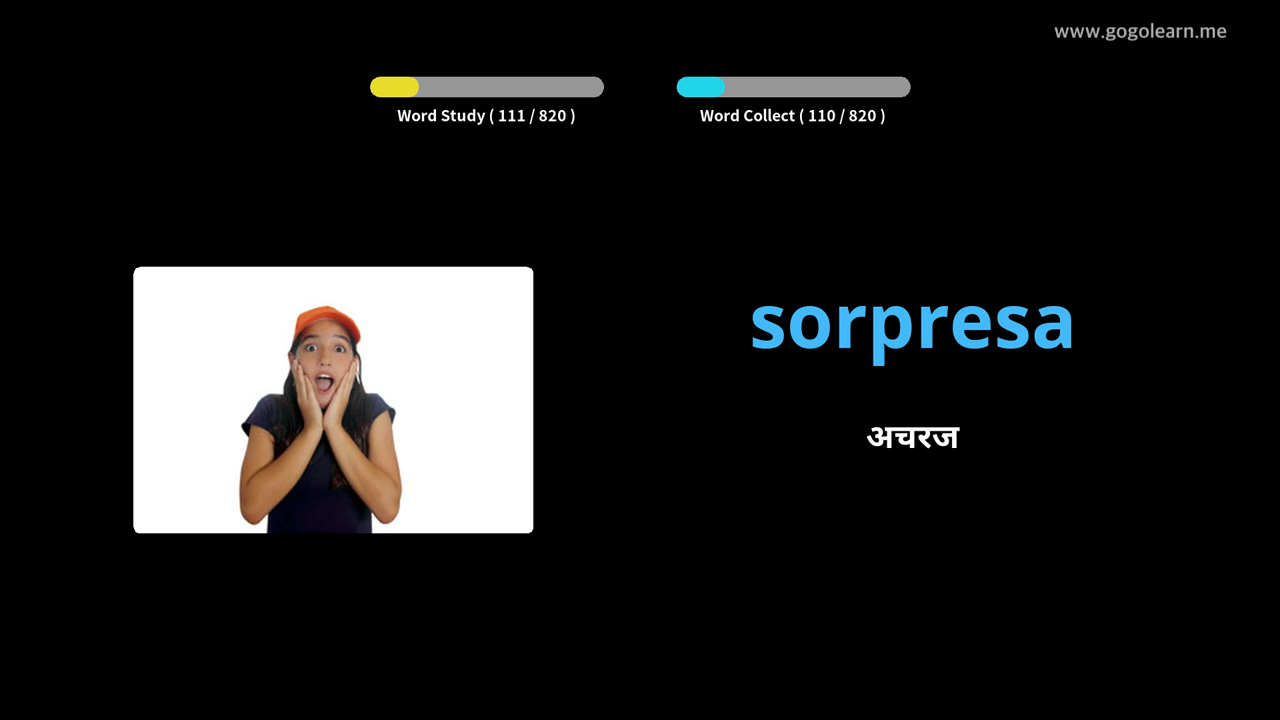 www.gogolearn.me
Word Study ( 111 / 820 )
Word Collect ( 110 / 820 )
sorpresa
अचरज